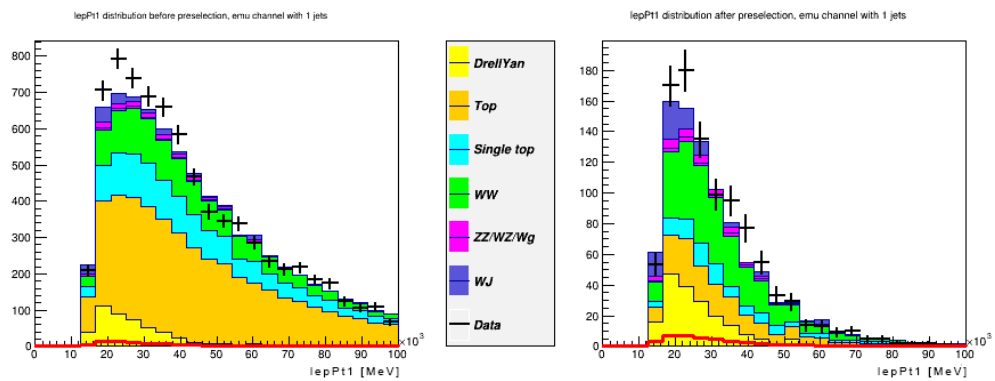 lepPt1 distribution before preselection, emu channel with 1 jets
800
700
600
500
400
300
200
100
0
0 10 20 30 40 50 60 70 80 90 100
×10³
lepPt1 [MeV]
DrellYan
Top
Single top
WW
ZZ/WZ/Wg
WJ
Data
lepPt1 distribution after preselection, emu channel with 1 jets
180
160
140
120
100
80
60
40
20
0
0 10 20 30 40 50 60 70 80 90 100
×10³
lepPt1 [MeV]